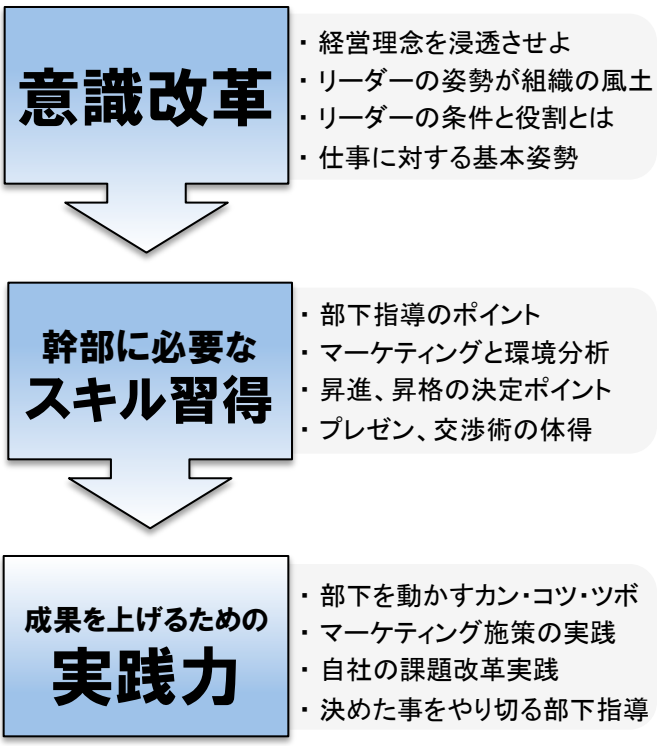 意識改革
・ 経営理念を浸透させよ
・ リーダーの姿勢が組織の風土
・ リーダーの条件と役割とは
・ 仕事に対する基本姿勢
幹部に必要な
スキル習得
・ 部下指導のポイント
・ マーケティングと環境分析
・ 昇進、昇格の決定ポイント
・ プレゼン、交渉術の体得
成果を上げるための
実践力
・ 部下を動かすカン・コツ・ツボ
・ マーケティング施策の実践
・ 自社の課題改革実践
・ 決めた事をやり切る部下指導